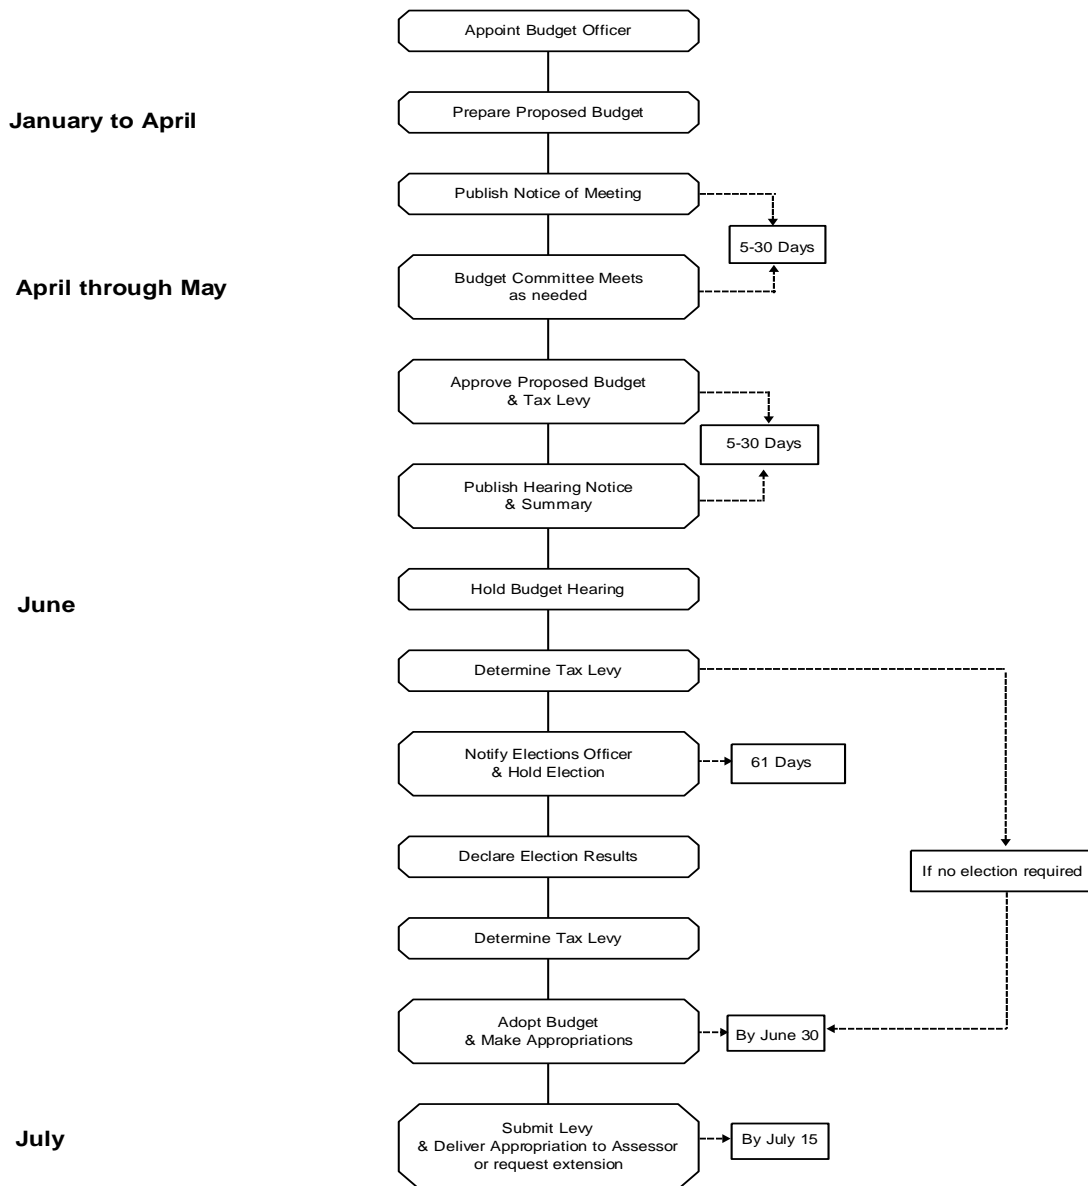 Appoint Budget Officer
January to April
Prepare Proposed Budget
Publish Notice of Meeting
5-30 Days
April through May
Budget Committee Meets
as needed
Approve Proposed Budget
& Tax Levy
5-30 Days
Publish Hearing Notice
& Summary
June
Hold Budget Hearing
Determine Tax Levy
Notify Elections Officer
& Hold Election
61 Days
Declare Election Results
If no election required
Determine Tax Levy
Adopt Budget
& Make Appropriations
By June 30
July
Submit Levy
& Deliver Appropriation to Assessor
or request extension
By July 15